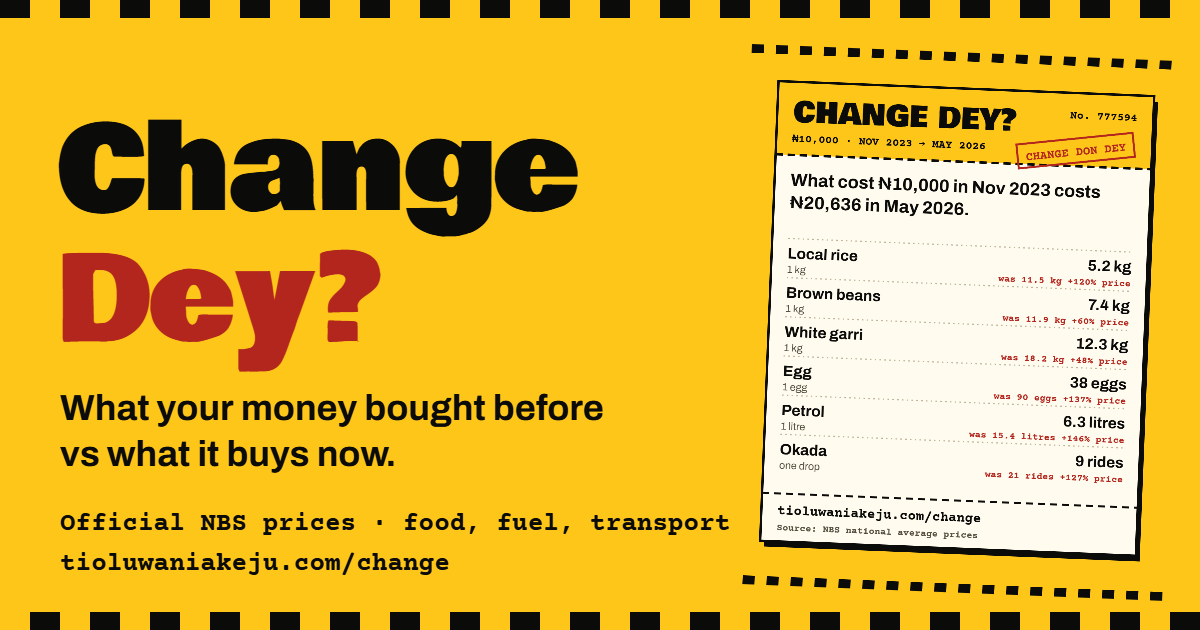 Change
Dey?
What your money bought before
vs what it buys now.
Official NBS prices · food, fuel, transport
tioluwaniakeju.com/change
CHANGE DEY?
No. 777594
₦10,000 · NOV 2023 → MAY 2026
CHANGE DON DEY
What cost ₦10,000 in Nov 2023 costs
₦20,636 in May 2026.
Local rice
5.2 kg
1 kg
was 11.5 kg +120% price
Brown beans
7.4 kg
1 kg
was 11.9 kg +60% price
White garri
12.3 kg
1 kg
was 18.2 kg +48% price
Egg
38 eggs
1 egg
was 90 eggs +137% price
Petrol
6.3 litres
1 litre
was 15.4 litres +146% price
Okada
9 rides
one drop
was 21 rides +127% price
tioluwaniakeju.com/change
Source: NBS national average prices